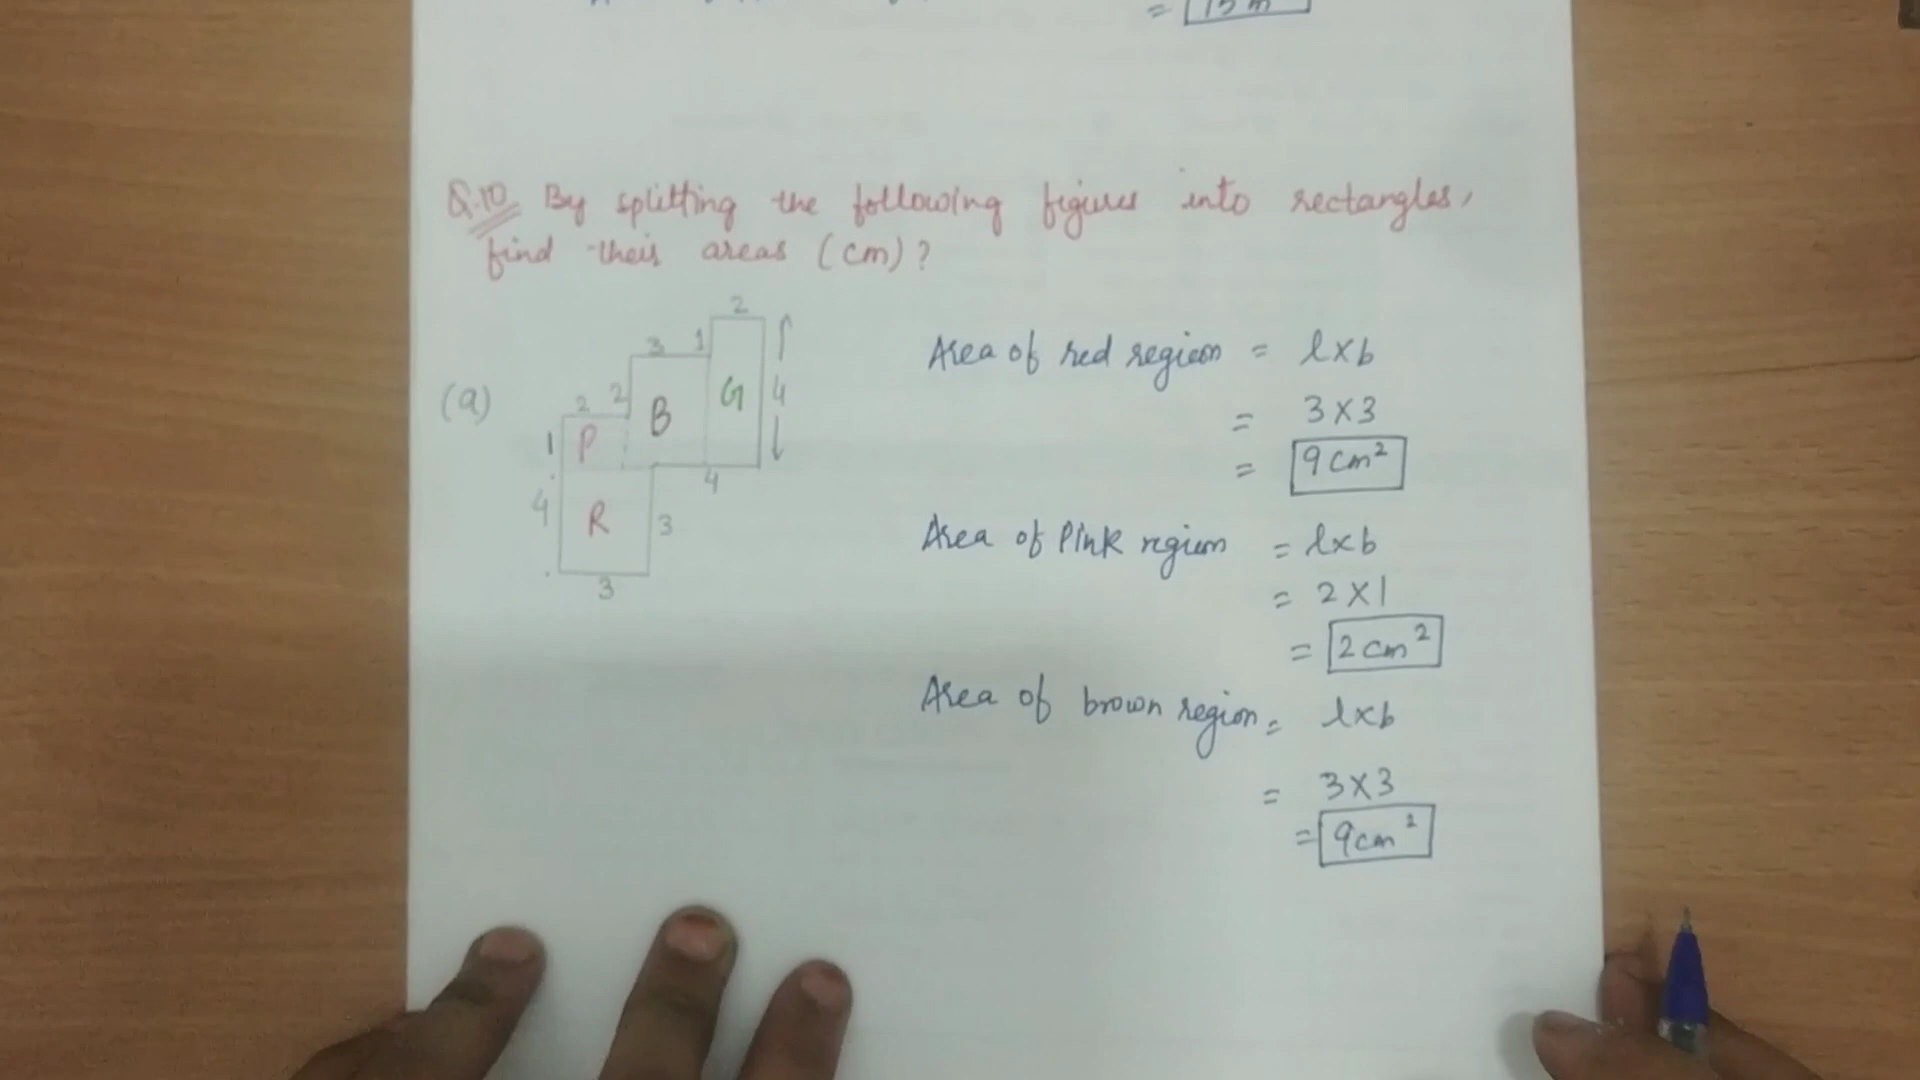 = 15 m
Q.10 By splitting the following figures into rectangles,
find their areas (cm)?
(a)
2
3 1
2 2
4
G
B
1 P
4
4
R 3
3
Area of red region = l×b
= 3×3
= 9 cm²
Area of Pink region = l×b
= 2×1
= 2 cm²
Area of brown region = l×b
= 3×3
= 9cm²